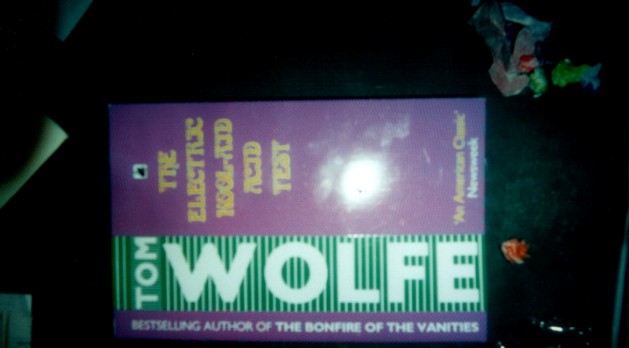 THE
ELECTRIC
KOOL-AID
ACID
TEST
'An American Classic'
Newsweek
TOM
WOLFE
BESTSELLING AUTHOR OF THE BONFIRE OF THE VANITIES